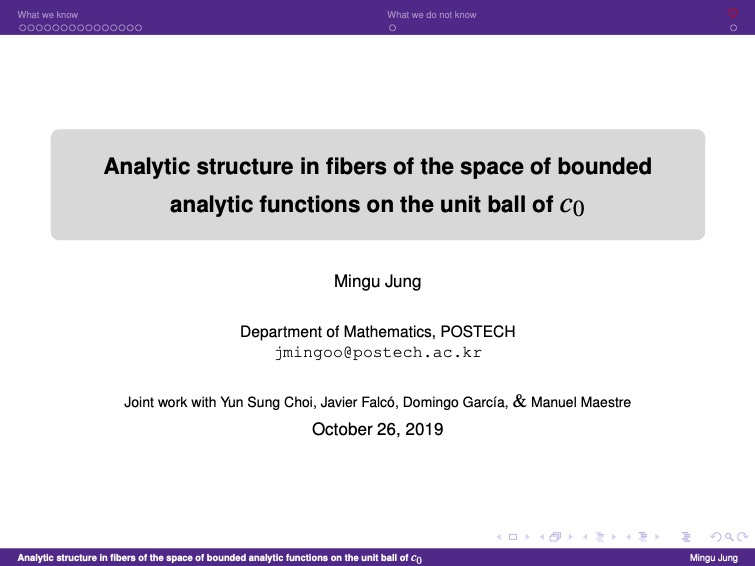 What we know What we do not know
Analytic structure in fibers of the space of bounded
analytic functions on the unit ball of c₀
Mingu Jung
Department of Mathematics, POSTECH
jmingoo@postech.ac.kr
Joint work with Yun Sung Choi, Javier Falcó, Domingo García, & Manuel Maestre
October 26, 2019
Analytic structure in fibers of the space of bounded analytic functions on the unit ball of c₀ Mingu Jung